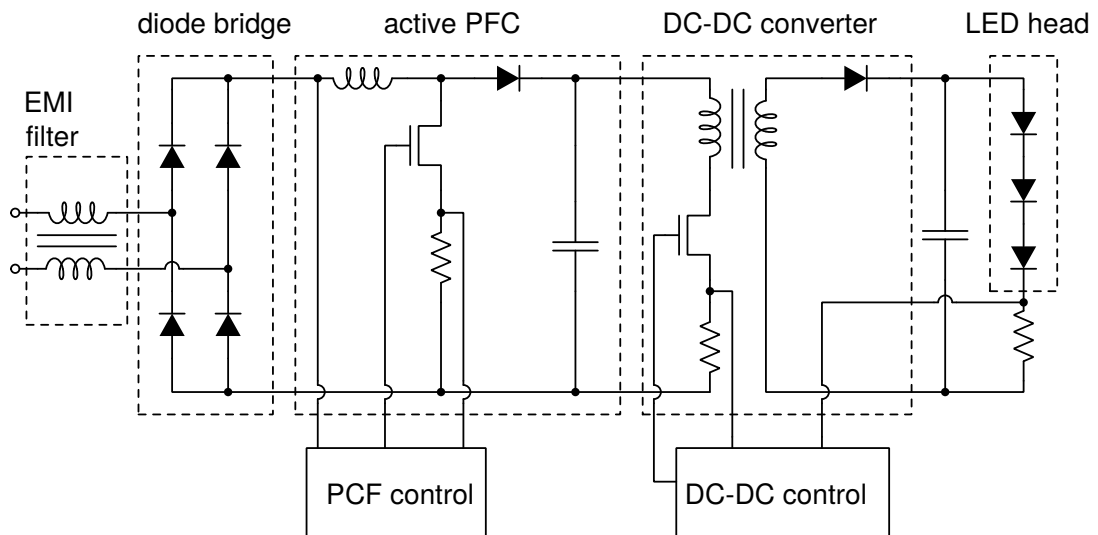 diode bridge
active PFC
DC-DC converter
LED head
EMI
filter
PCF control
DC-DC control